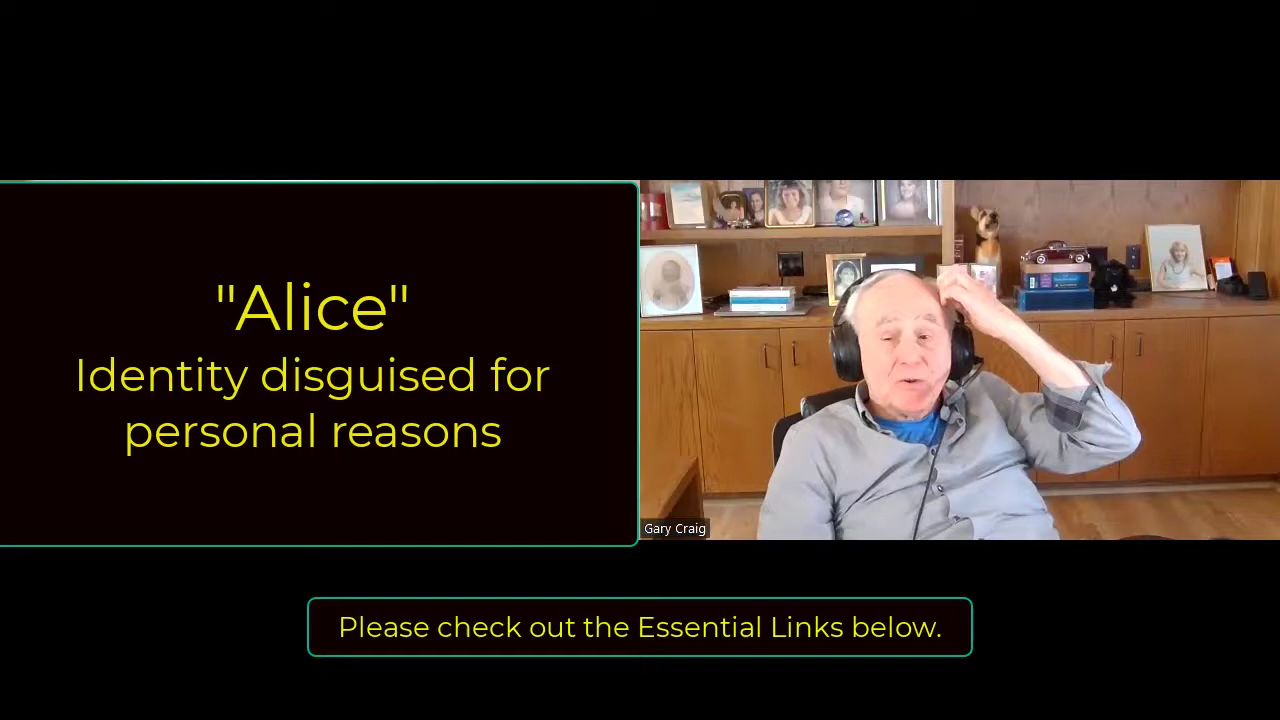 "Alice"
Identity disguised for
personal reasons
Gary Craig
Please check out the Essential Links below.